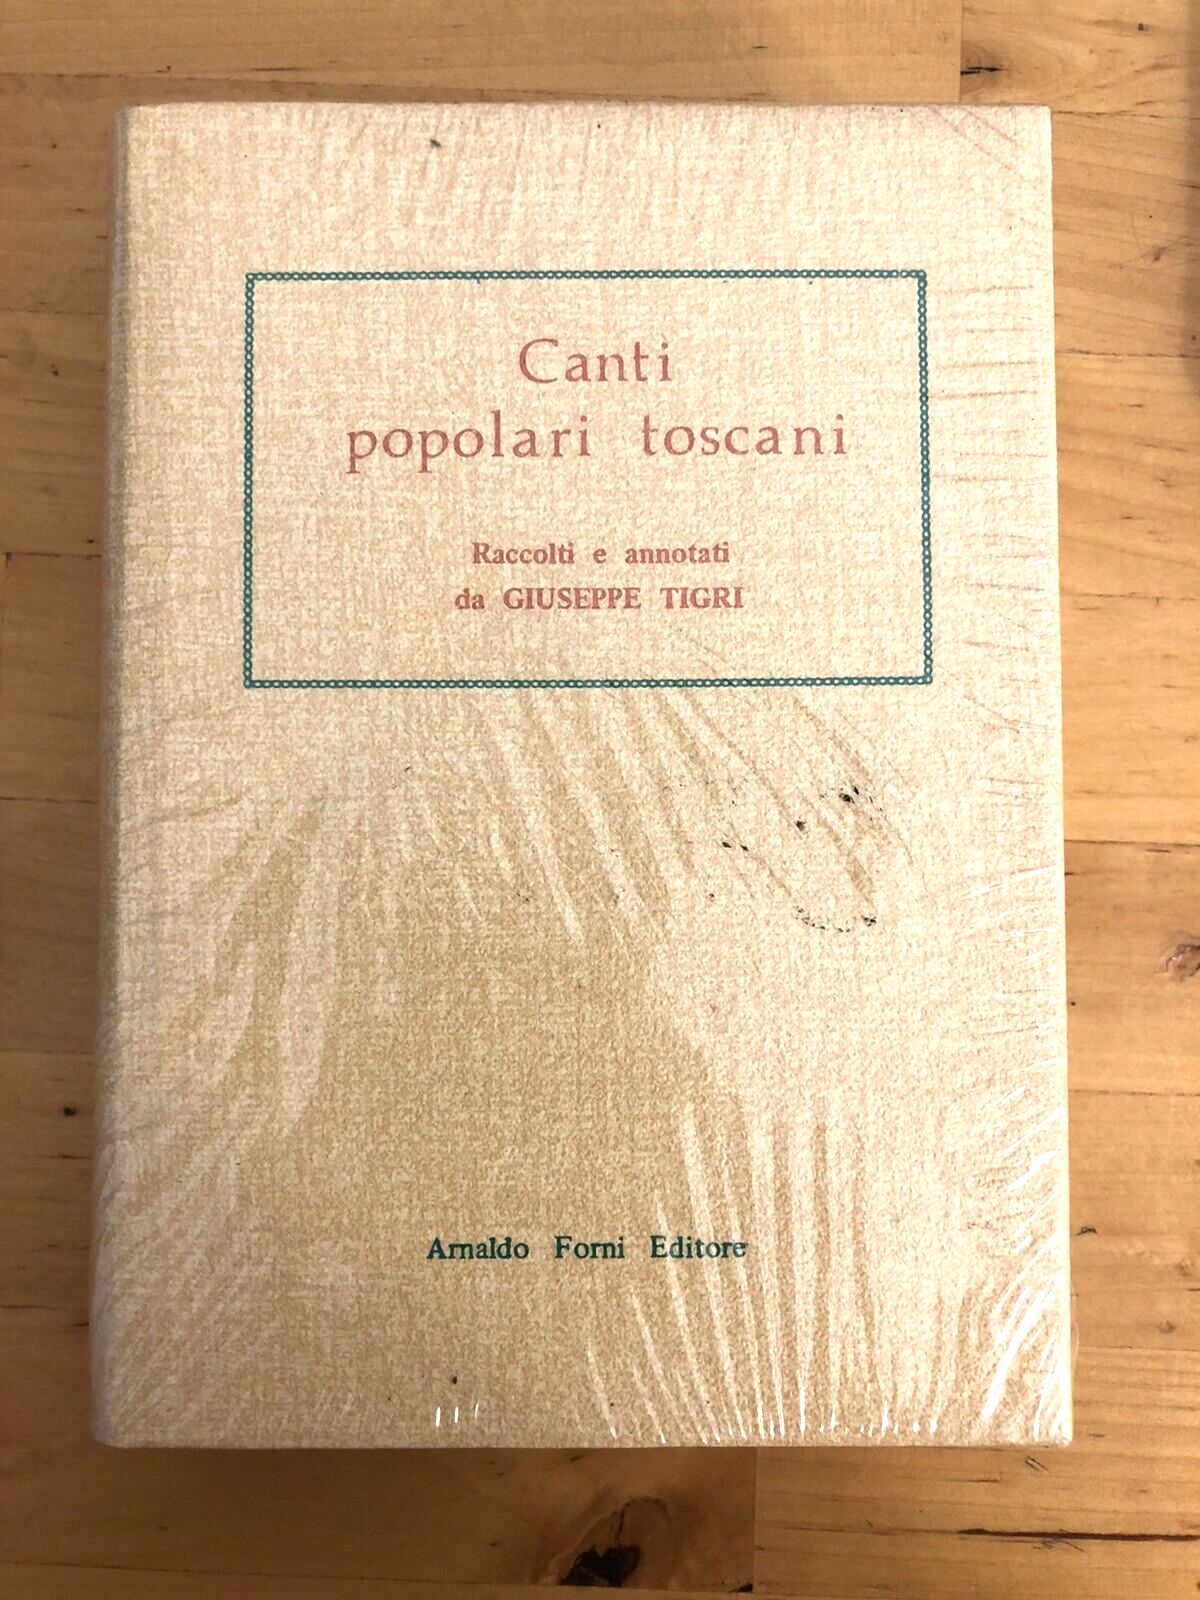 Canti
popolari toscani
Raccolti e annotati
da GIUSEPPE TIGRI
Arnaldo Forni Editore